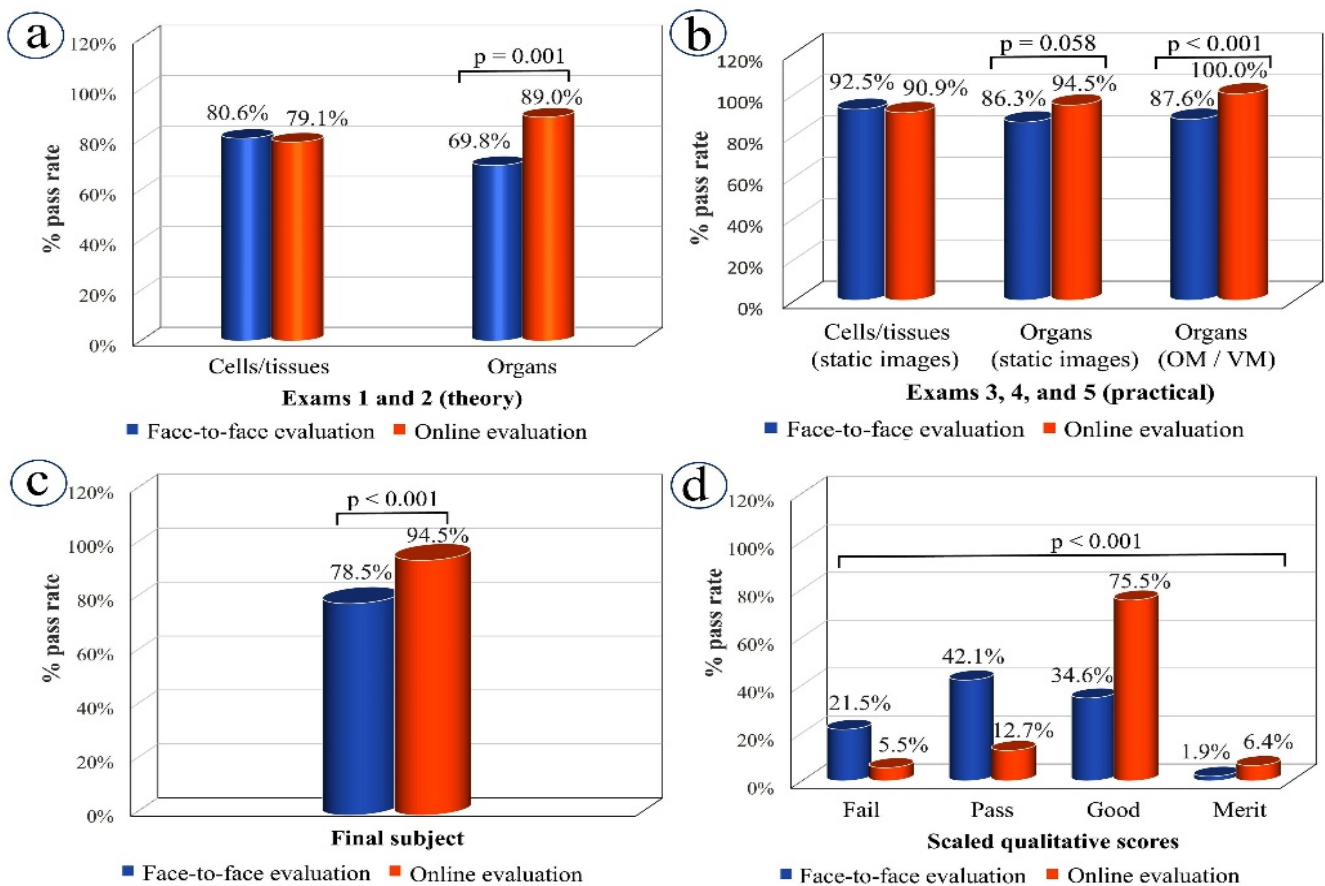 a
120%
100%
80%
60%
40%
20%
0%
% pass rate
p = 0.001
80.6%
79.1%
69.8%
89.0%
Cells/tissues
Organs
Exams 1 and 2 (theory)
Face-to-face evaluation
Online evaluation
b
120%
100%
80%
60%
40%
20%
0%
% pass rate
p = 0.058
p < 0.001
92.5%
90.9%
86.3%
94.5%
87.6%
100.0%
Cells/tissues
(static images)
Organs
(static images)
Organs
(OM / VM)
Exams 3, 4, and 5 (practical)
Face-to-face evaluation
Online evaluation
c
120%
100%
80%
60%
40%
20%
0%
% pass rate
p < 0.001
78.5%
94.5%
Final subject
Face-to-face evaluation
Online evaluation
d
120%
100%
80%
60%
40%
20%
0%
% pass rate
p < 0.001
21.5%
5.5%
42.1%
12.7%
34.6%
75.5%
1.9%
6.4%
Fail
Pass
Good
Merit
Scaled qualitative scores
Face-to-face evaluation
Online evaluation